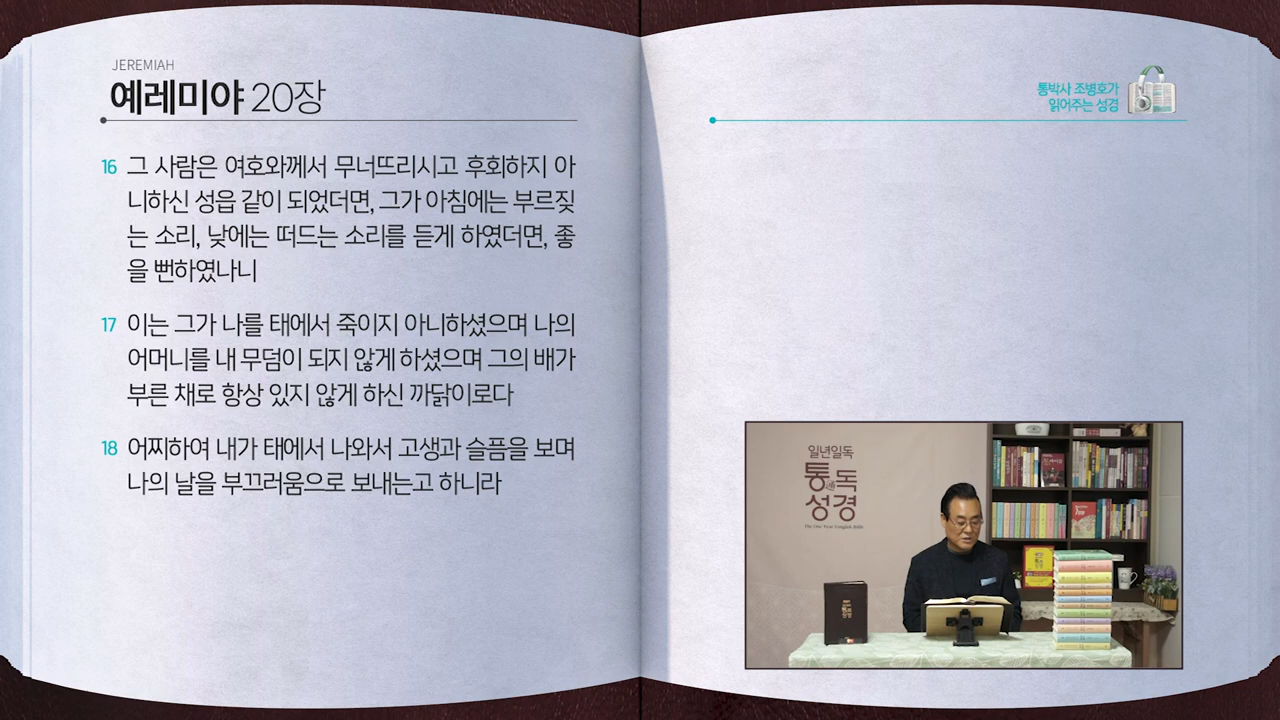 JEREMIAH
예레미야 20장
16 그 사람은 여호와께서 무너뜨리시고 후회하지 아
니하신 성읍 같이 되었더면, 그가 아침에는 부르짖
는 소리, 낮에는 떠드는 소리를 듣게 하였더면, 좋
을 뻔하였나니
17 이는 그가 나를 태에서 죽이지 아니하셨으며 나의
어머니를 내 무덤이 되지 않게 하셨으며 그의 배가
부른 채로 항상 있지 않게 하신 까닭이로다
18 어찌하여 내가 태에서 나와서 고생과 슬픔을 보며
나의 날을 부끄러움으로 보내는고 하니라
통박사 조병호가
읽어주는 성경
일년일독
통독
성경
The One Year Tongdok Bible